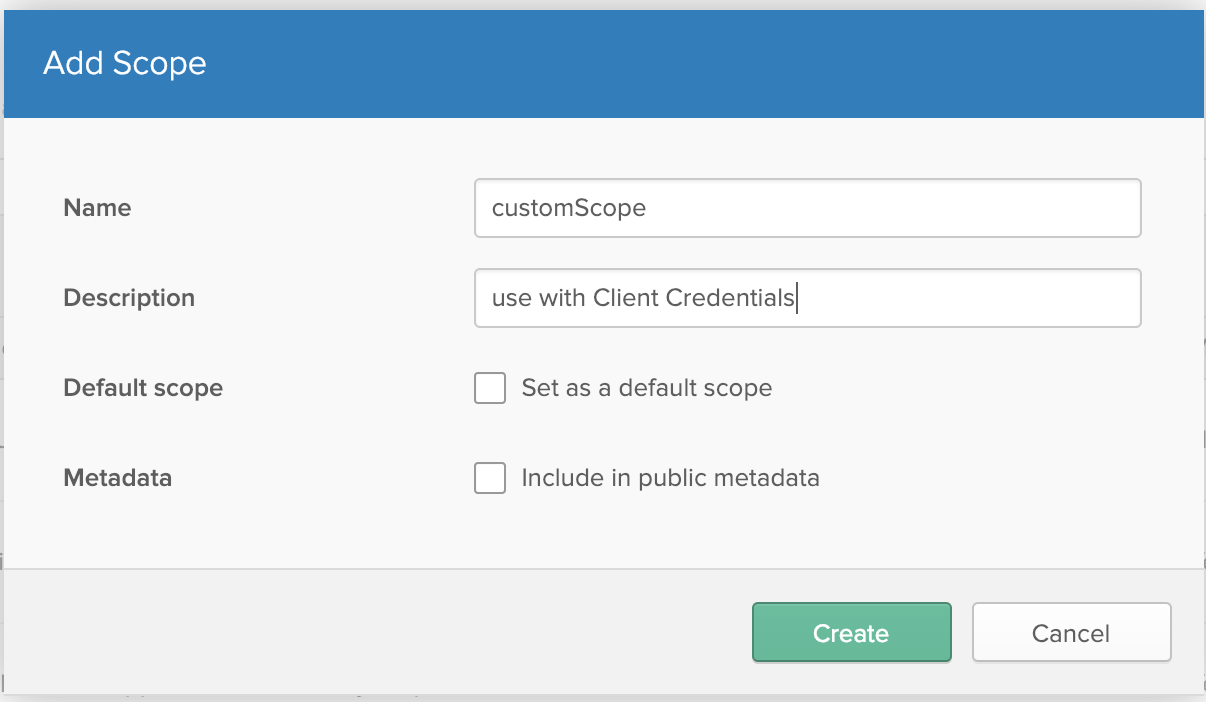 Add Scope
Name
customScope
Description
use with Client Credentials
Default scope
Set as a default scope
Metadata
Include in public metadata
Create
Cancel